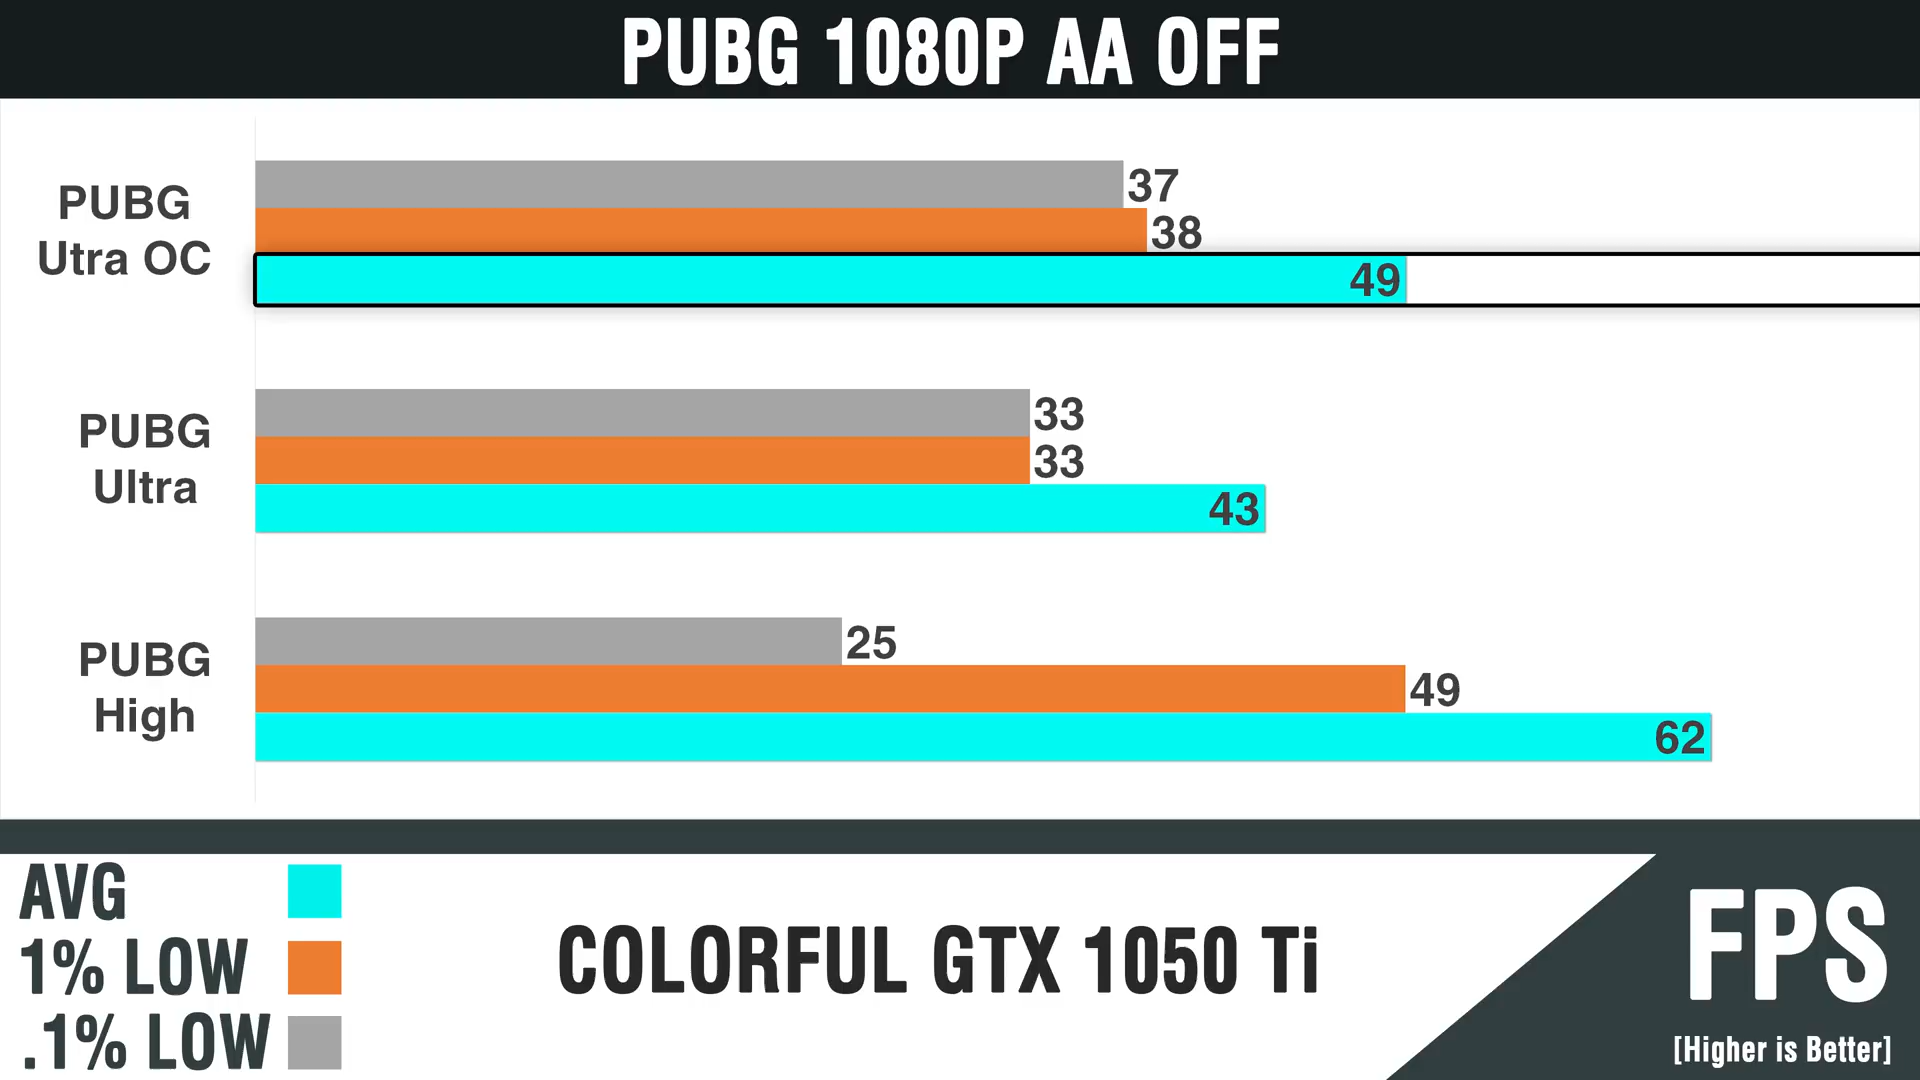 PUBG 1080P AA OFF
PUBG
Utra OC
37
38
49
PUBG
Ultra
33
33
43
PUBG
High
25
49
62
AVG
1% LOW
.1% LOW
COLORFUL GTX 1050 Ti
FPS
[Higher is Better]